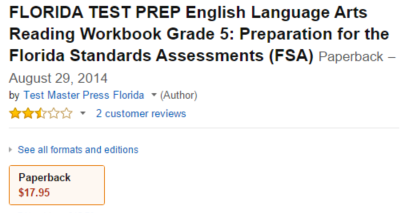 FLORIDA TEST PREP English Language Arts
Reading Workbook Grade 5: Preparation for the
Florida Standards Assessments (FSA) Paperback –
August 29, 2014
by Test Master Press Florida (Author)
2 customer reviews
See all formats and editions
Paperback
$17.95